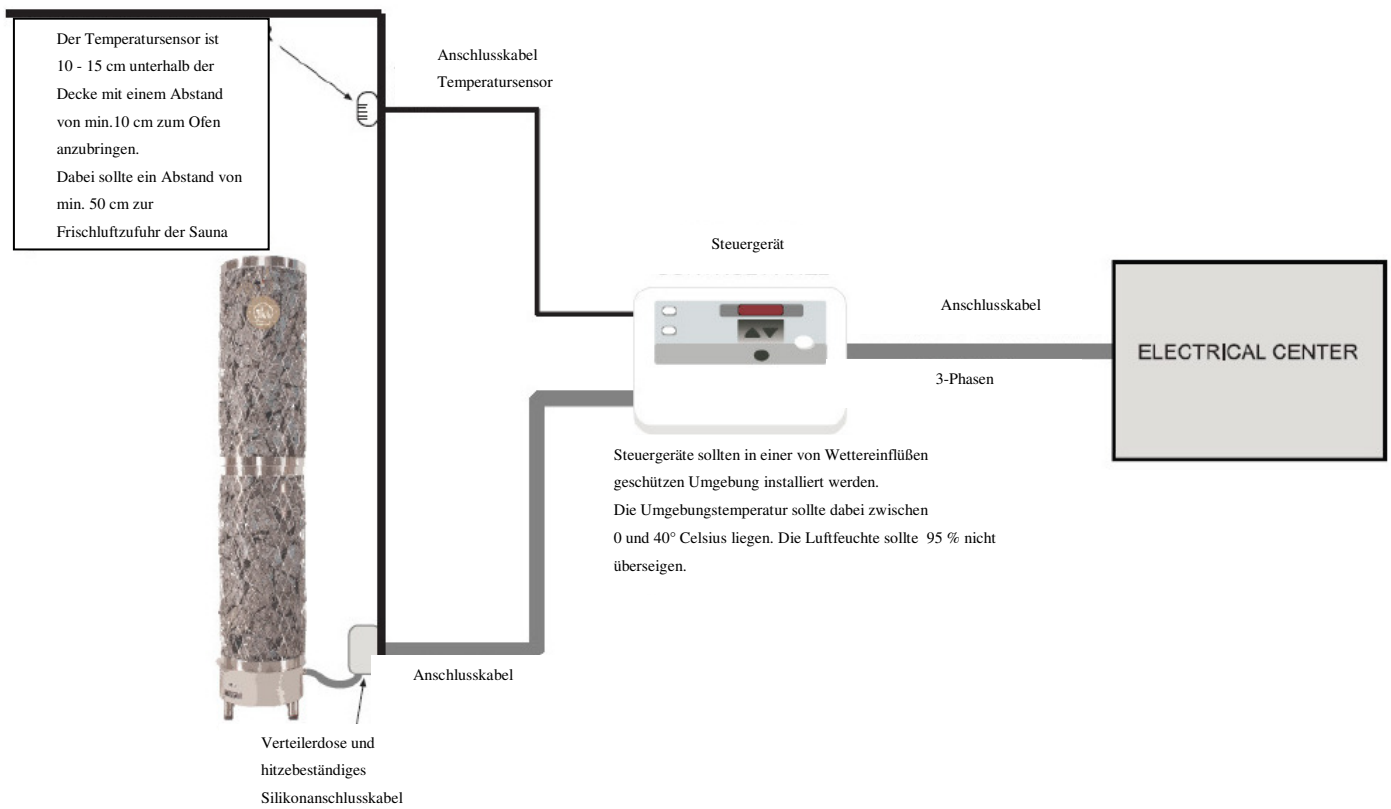 Der Temperatursensor ist
10 - 15 cm unterhalb der
Decke mit einem Abstand
von min.10 cm zum Ofen
anzubringen.
Dabei sollte ein Abstand von
min. 50 cm zur
Frischluftzufuhr der Sauna
Anschlusskabel
Temperatursensor
Steuergerät
Anschlusskabel
3-Phasen
ELECTRICAL CENTER
Steuergeräte sollten in einer von Wettereinflüßen
geschützen Umgebung installiert werden.
Die Umgebungstemperatur sollte dabei zwischen
0 und 40° Celsius liegen. Die Luftfeuchte sollte 95 % nicht
überseigen.
Anschlusskabel
Verteilerdose und
hitzebeständiges
Silikonanschlusskabel